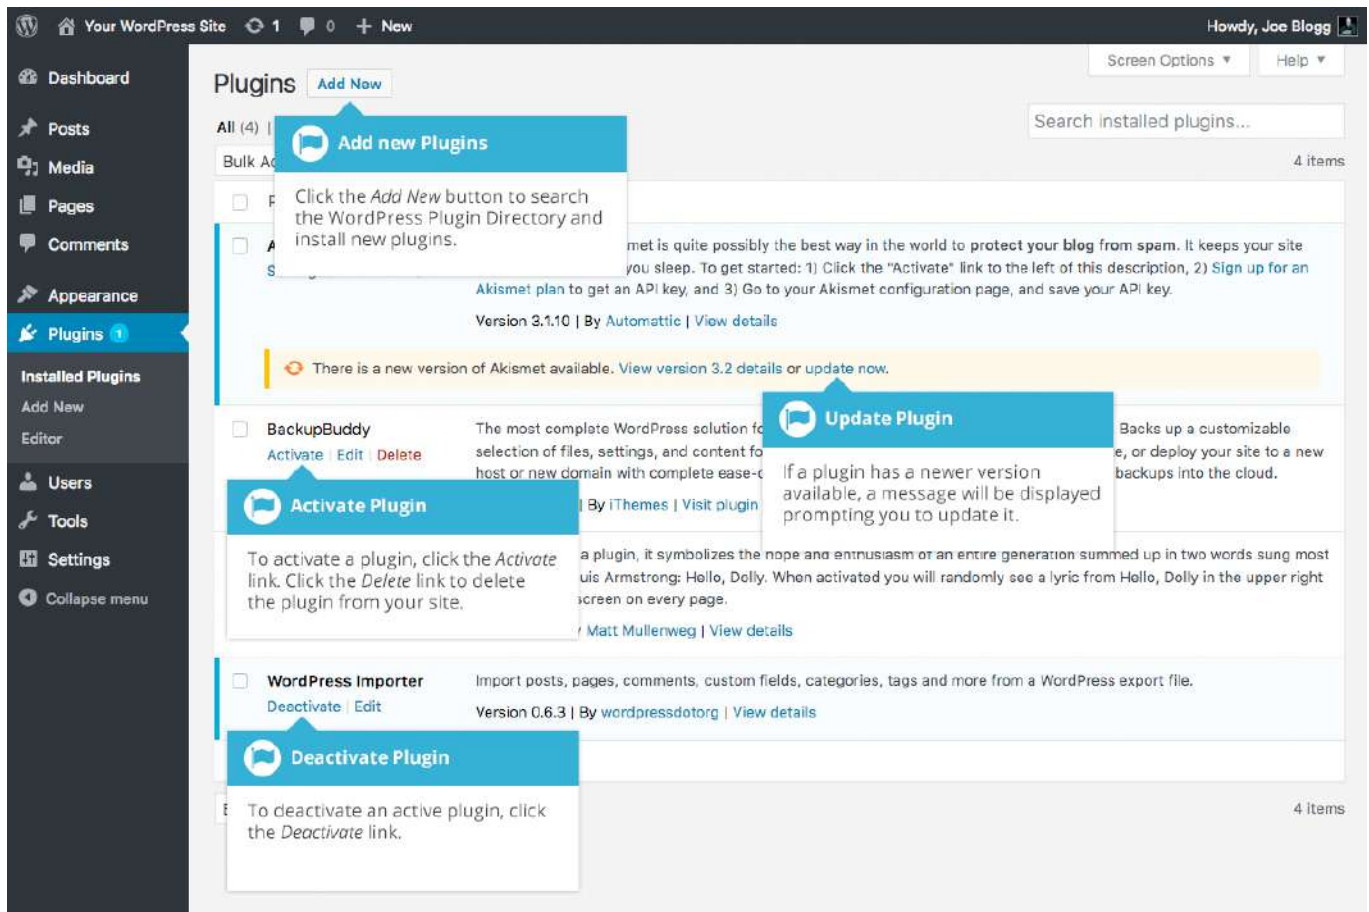 Your WordPress Site 1 0 + New Howdy, Joe Blogg
Screen Options Help
Dashboard
Posts
Media
Pages
Comments
Appearance
Plugins 1
Installed Plugins
Add New
Editor
Users
Tools
Settings
Collapse menu
Plugins Add New
All (4) |
Search installed plugins...
Bulk
4 items
Add new Plugins
Click the Add New button to search
the WordPress Plugin Directory and
install new plugins.
met is quite possibly the best way in the world to protect your blog from spam. It keeps your site
you sleep. To get started: 1) Click the "Activate" link to the left of this description, 2) Sign up for an
Akismet plan to get an API key, and 3) Go to your Akismet configuration page, and save your API key.
Version 3.1.10 | By Automattic | View details
There is a new version of Akismet available. View version 3.2 details or update now.
Update Plugin
If a plugin has a newer version
available, a message will be displayed
prompting you to update it.
BackupBuddy
Activate | Edit | Delete
The most complete WordPress solution Backs up a customizable
selection of files, settings, and content e, or deploy your site to a new
host or new domain with complete backups into the cloud.
| By iThemes | Visit plugin
Activate Plugin
To activate a plugin, click the Activate
link. Click the Delete link to delete
the plugin from your site.
a plugin, it symbolizes the hope and enthusiasm of an entire generation summed up in two words sung most
uis Armstrong: Hello, Dolly. When activated you will randomly see a lyric from Hello, Dolly in the upper right
screen on every page.
Matt Mullenweg | View details
WordPress Importer
Deactivate | Edit
Import posts, pages, comments, custom fields, categories, tags and more from a WordPress export file.
Version 0.6.3 | By wordpressdotorg | View details
Deactivate Plugin
To deactivate an active plugin, click
the Deactivate link.
4 items